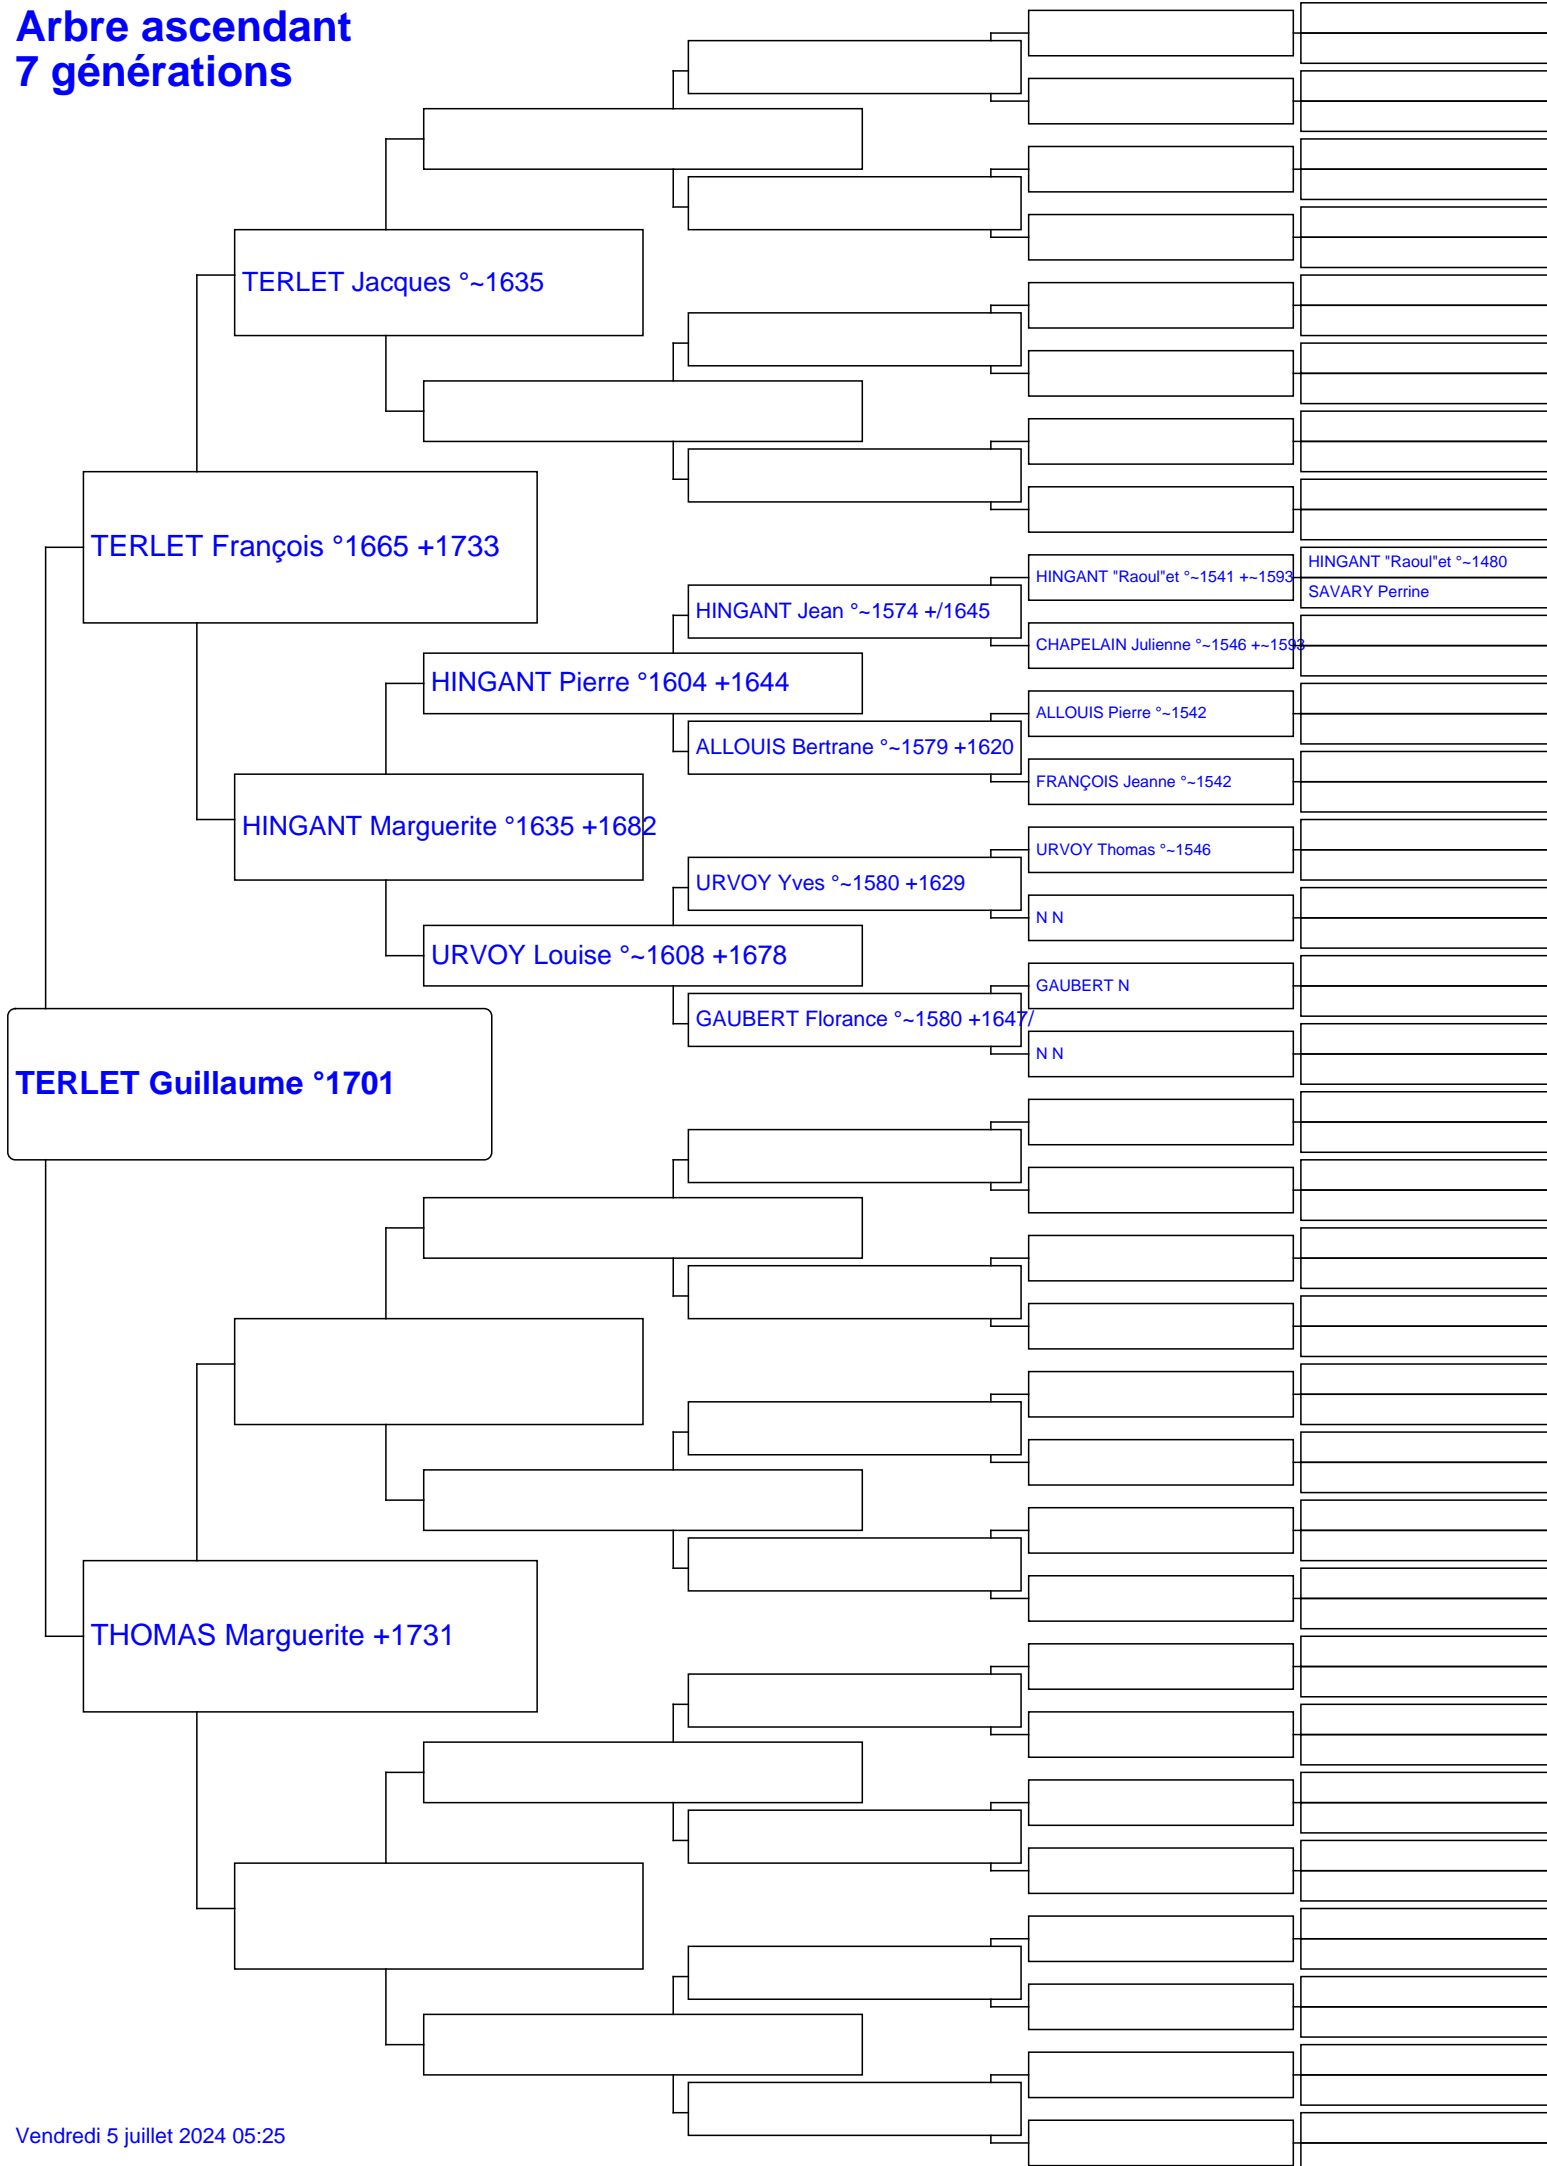 Arbre ascendant
7 générations
TERLET Jacques °~1635
TERLET François °1665 +1733
HINGANT "Raoul"et °~1541 +~1593
HINGANT "Raoul"et °~1480
SAVARY Perrine
HINGANT Jean °~1574 +/1645
CHAPELAIN Julienne °~1546 +~1593
HINGANT Pierre °1604 +1644
ALLOUIS Pierre °~1542
ALLOUIS Bertrane °~1579 +1620
FRANÇOIS Jeanne °~1542
HINGANT Marguerite °1635 +1682
URVOY Thomas °~1546
URVOY Yves °~1580 +1629
N N
URVOY Louise °~1608 +1678
GAUBERT N
GAUBERT Florance °~1580 +1647/
N N
TERLET Guillaume °1701
THOMAS Marguerite +1731
Vendredi 5 juillet 2024 05:25